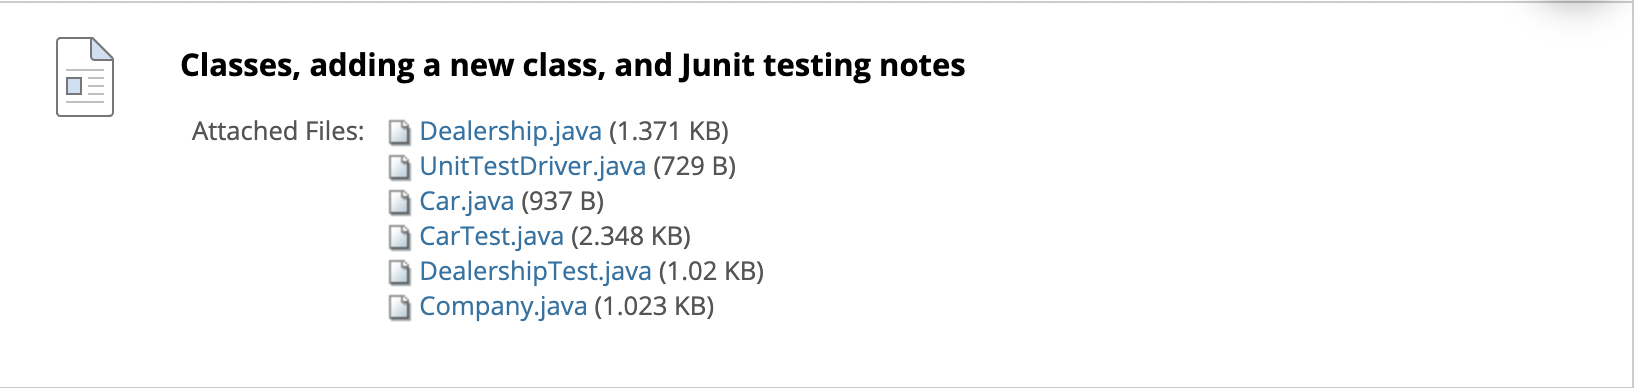 Classes, adding a new class, and Junit testing notes
Attached Files: Dealership.java (1.371 KB)
UnitTestDriver.java (729 B)
Car.java (937 B)
CarTest.java (2.348 KB)
DealershipTest.java (1.02 KB)
Company.java (1.023 KB)